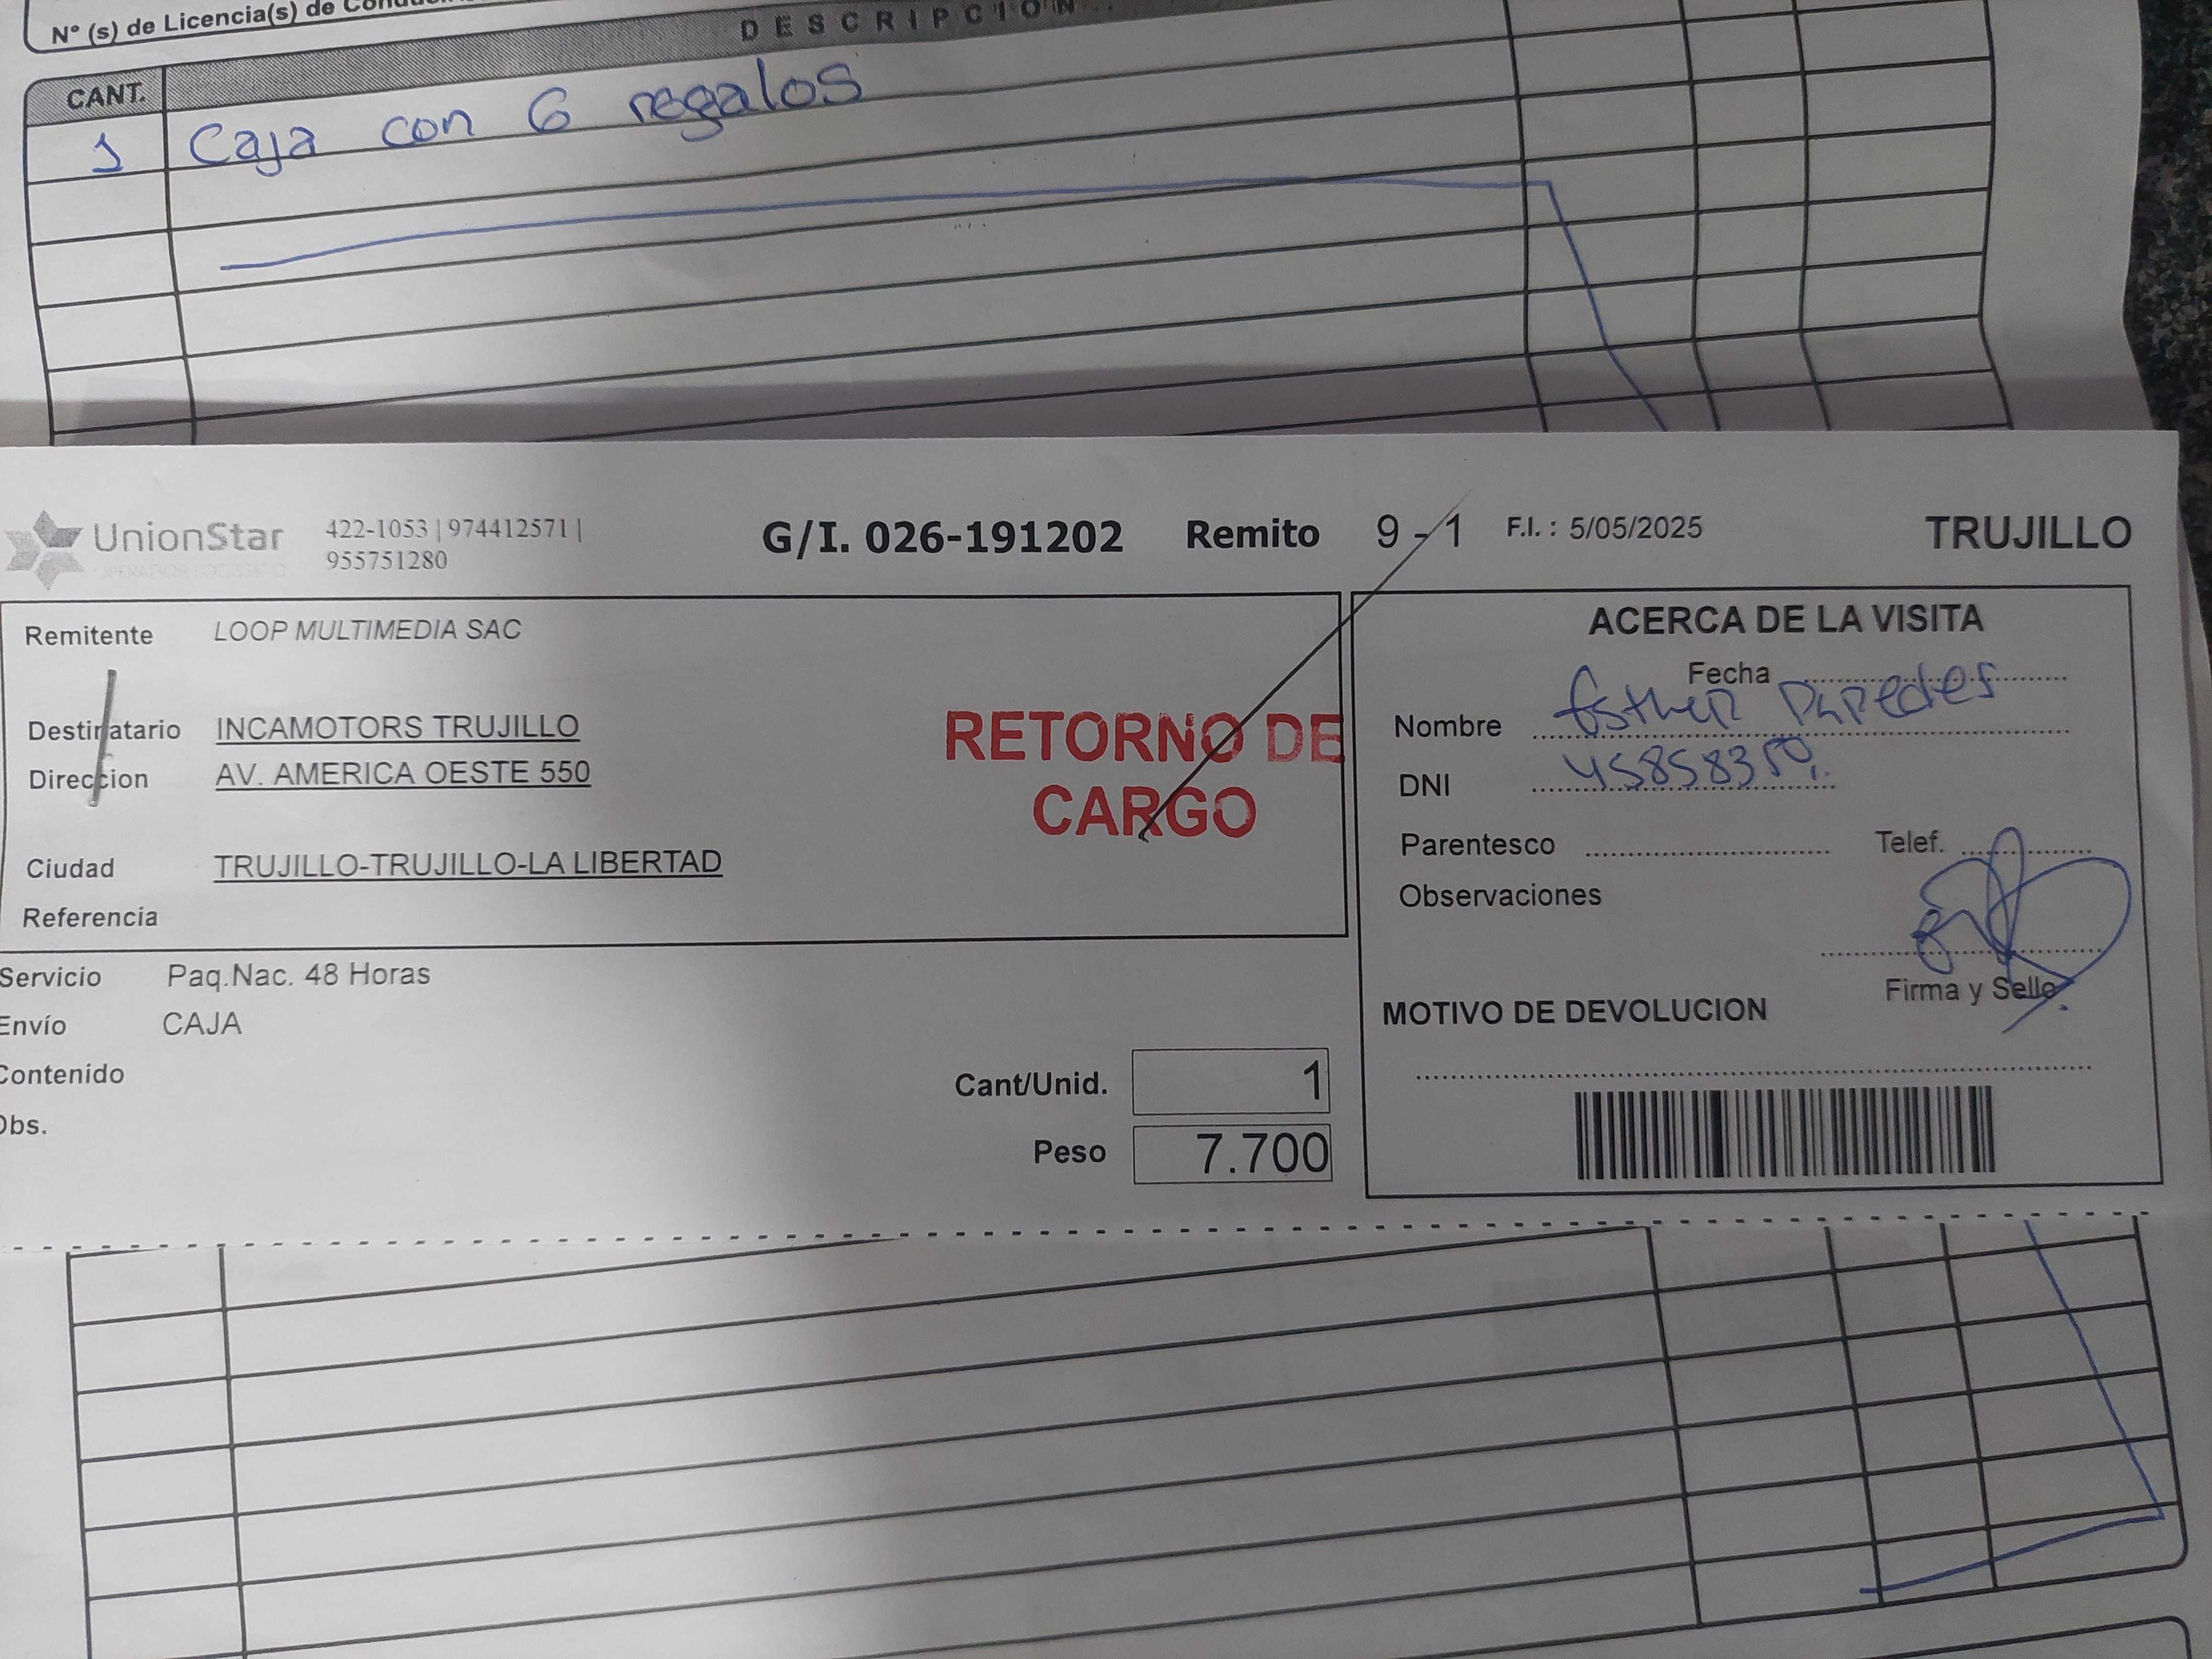 N° (s) de Licencia(s) de
CANT. DESCRIPCION
1 Caja con 6 regalos
UnionStar
OPERADOR LOGISTICO
422-1053 | 974412571 |
955751280
G/I. 026-191202 Remito 9 - 1 F.I. : 5/05/2025 TRUJILLO
Remitente LOOP MULTIMEDIA SAC
Destinatario INCAMOTORS TRUJILLO
Direccion AV. AMERICA OESTE 550
Ciudad TRUJILLO-TRUJILLO-LA LIBERTAD
Referencia
RETORNO DE
CARGO
Servicio Paq.Nac. 48 Horas
Envío CAJA
Contenido
Obs.
Cant/Unid. 1
Peso 7.700
ACERCA DE LA VISITA
Fecha
Nombre Esther Paredes
DNI 45858350
Parentesco Telef.
Observaciones
Firma y Sello
MOTIVO DE DEVOLUCION